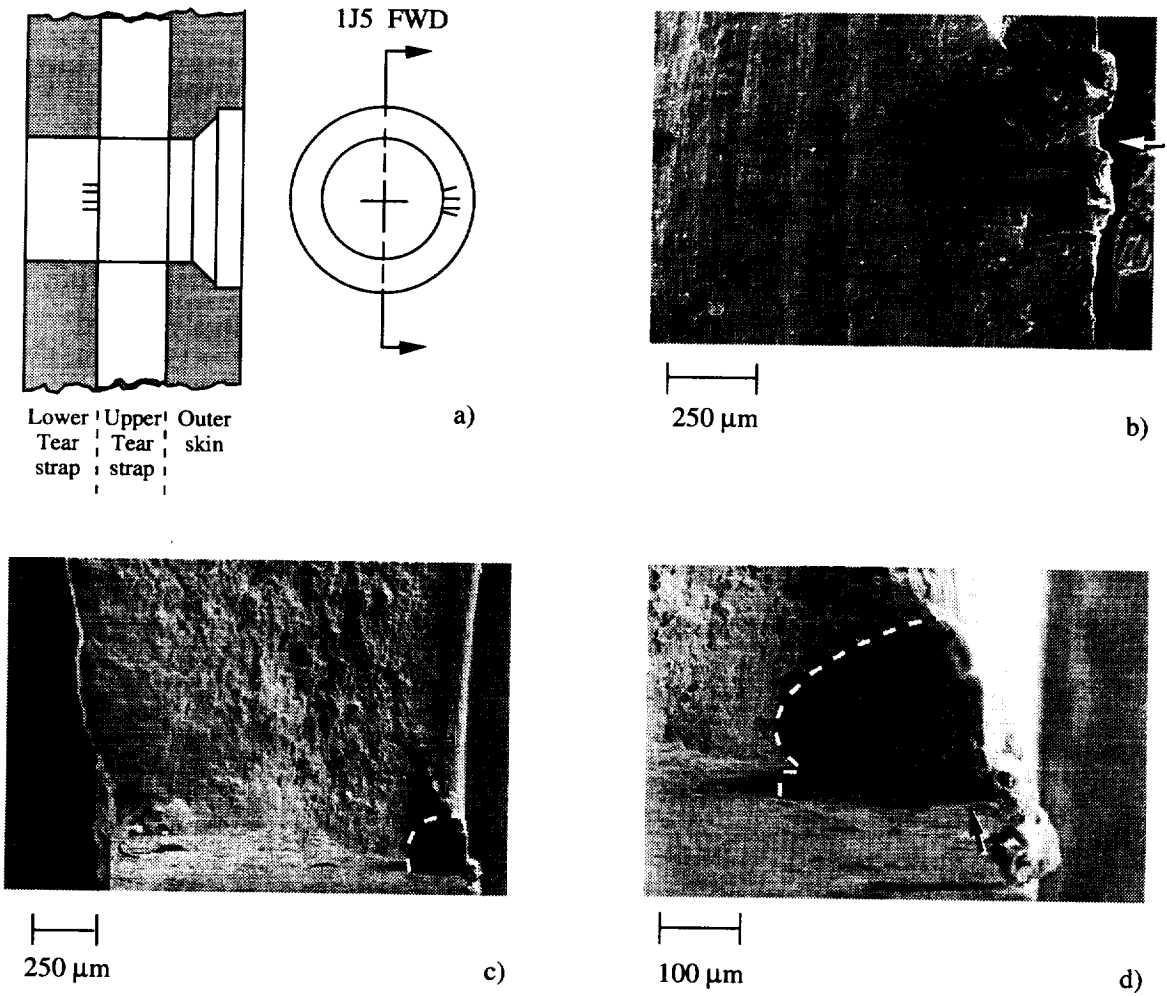 1J5 FWD
Lower Upper Outer
Tear Tear skin
strap strap
a)
250 μm
b)
250 μm
c)
100 μm
d)